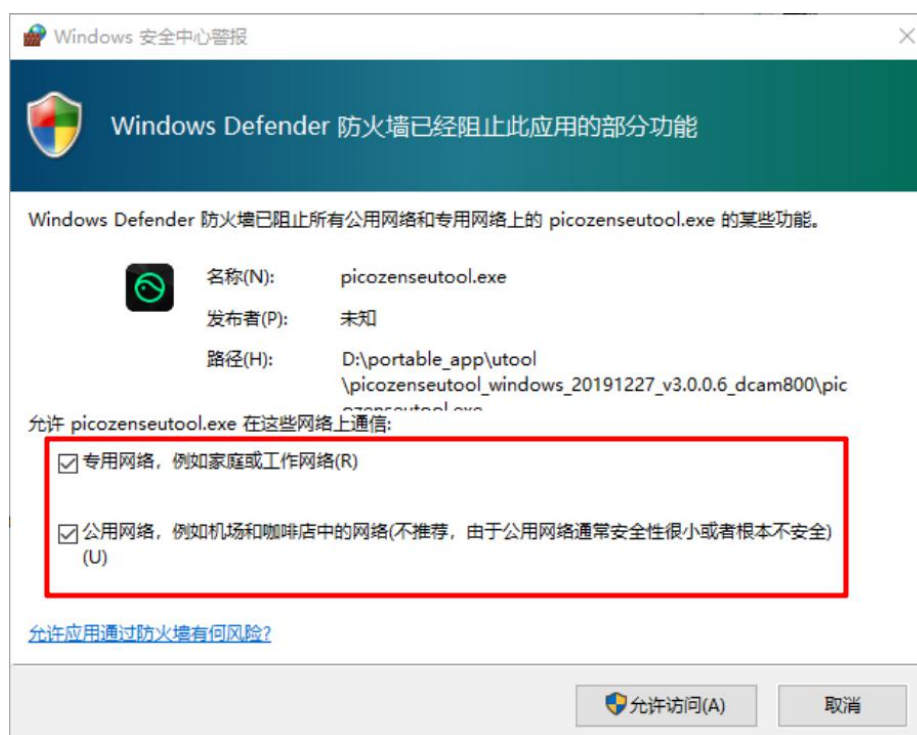 Windows 安全中心警报
Windows Defender 防火墙已经阻止此应用的部分功能
Windows Defender 防火墙已阻止所有公用网络和专用网络上的 picozenseutool.exe 的某些功能。
名称(N): picozenseutool.exe
发布者(P): 未知
路径(H): D:\portable_app\utool
\picozenseutool_windows_20191227_v3.0.0.6_dcam800\pic
ozenseutool.exe
允许 picozenseutool.exe 在这些网络上通信:
专用网络，例如家庭或工作网络(R)
公用网络，例如机场和咖啡店中的网络(不推荐，由于公用网络通常安全性很小或者根本不安全)
(U)
允许应用通过防火墙有何风险?
允许访问(A) 取消